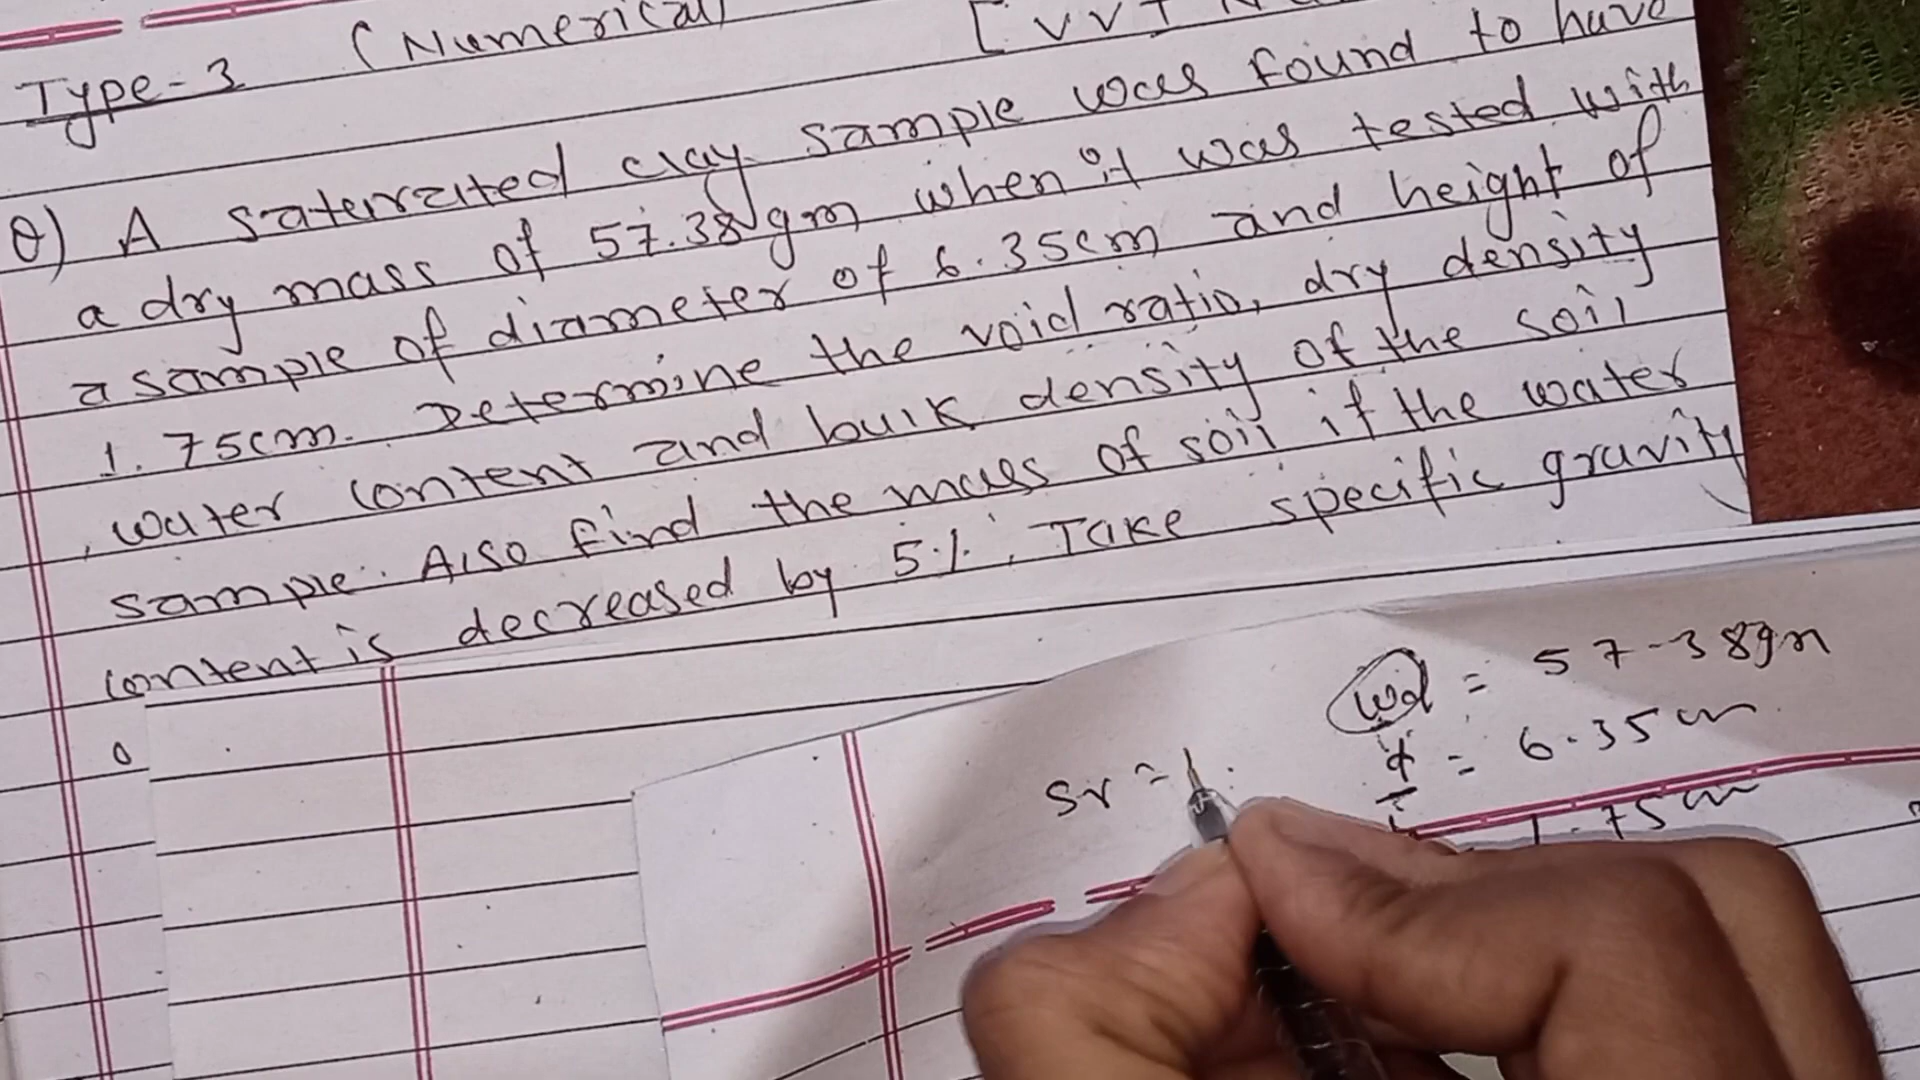 Type-3 (Numerical)
Q) A saturated clay sample was found to have
a dry mass of 57.38gm when it was tested with
a sample of diameter of 6.35cm and height of
1.75cm. Determine the void ratio, dry density
, water content and bulk density of the soil
sample. Also find the mass of soil if the water
content is decreased by 5%. Take specific gravity
Wd = 57.38gm
= 6.35cm
1.75cm
Sr = 1